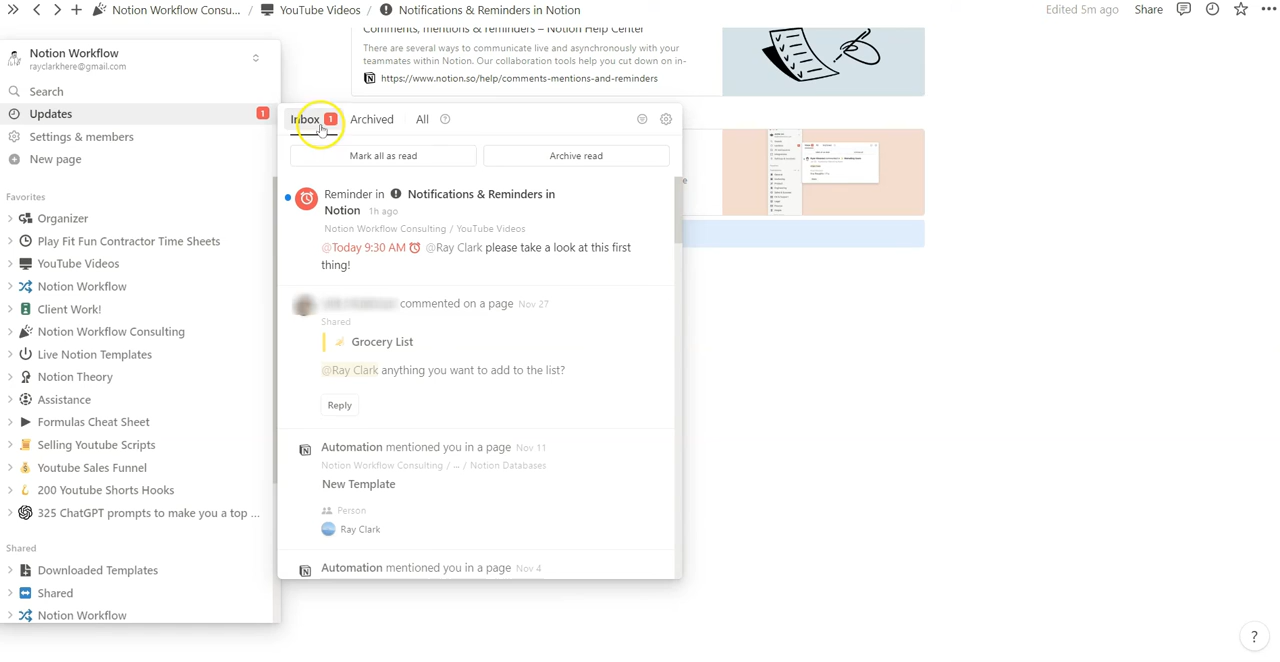 Notion Workflow Consu... / YouTube Videos / Notifications & Reminders in Notion
Edited 5m ago Share
Comments, mentions & reminders – Notion Help Center
There are several ways to communicate live and asynchronously with your
teammates within Notion. Our collaboration tools help you cut down on in-
https://www.notion.so/help/comments-mentions-and-reminders
Notion Workflow
rayclarkhere@gmail.com
Search
Updates 1
Settings & members
New page
Favorites
Organizer
Play Fit Fun Contractor Time Sheets
YouTube Videos
Notion Workflow
Client Work!
Notion Workflow Consulting
Live Notion Templates
Notion Theory
Assistance
Formulas Cheat Sheet
Selling Youtube Scripts
Youtube Sales Funnel
200 Youtube Shorts Hooks
325 ChatGPT prompts to make you a top ...
Shared
Downloaded Templates
Shared
Notion Workflow
Inbox 1 Archived All ?
Mark all as read Archive read
Reminder in Notifications & Reminders in
Notion 1h ago
Notion Workflow Consulting / YouTube Videos
@Today 9:30 AM @Ray Clark please take a look at this first
thing!
commented on a page Nov 27
Shared
Grocery List
@Ray Clark anything you want to add to the list?
Reply
Automation mentioned you in a page Nov 11
Notion Workflow Consulting / ... / Notion Databases
New Template
Person
Ray Clark
Automation mentioned you in a page Nov 4
?